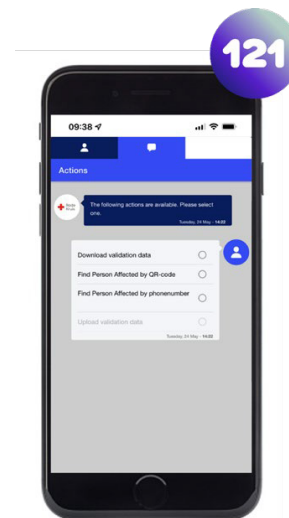 121
09:38
Actions
The following actions are available. Please select
one.
Tuesday, 24 May - 14:22
Download validation data
Find Person Affected by QR-code
Find Person Affected by phonenumber
Upload validation data
Tuesday, 24 May - 14:22